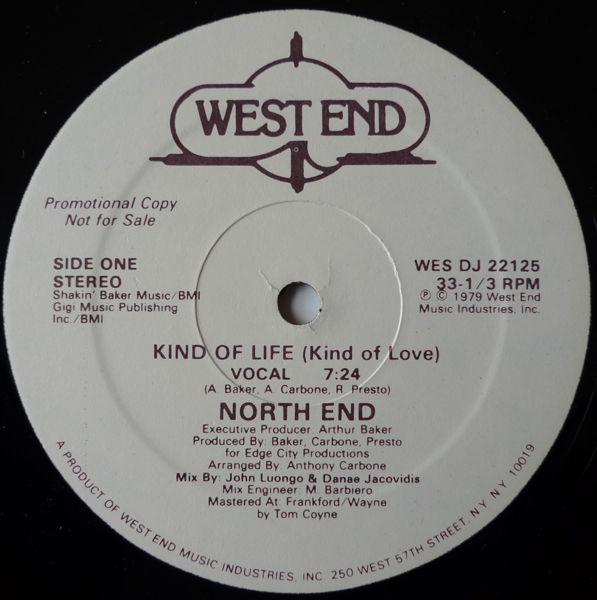 WEST END
Promotional Copy
Not for Sale
SIDE ONE
STEREO
Shakin' Baker Music/BMI
Gigi Music Publishing
Inc./BMI
WES DJ 22125
33-1/3 RPM
Ⓟ © 1979 West End
Music Industries, Inc.
KIND OF LIFE (Kind of Love)
VOCAL 7:24
(A. Baker, A. Carbone, R. Presto)
NORTH END
Executive Producer: Arthur Baker
Produced By: Baker, Carbone, Presto
for Edge City Productions
Arranged By: Anthony Carbone
Mix By: John Luongo & Danae Jacovidis
Mix Engineer: M. Barbiero
Mastered At: Frankford/Wayne
by Tom Coyne
A PRODUCT OF WEST END MUSIC INDUSTRIES, INC. 250 WEST 57TH STREET, N.Y. N.Y. 10019